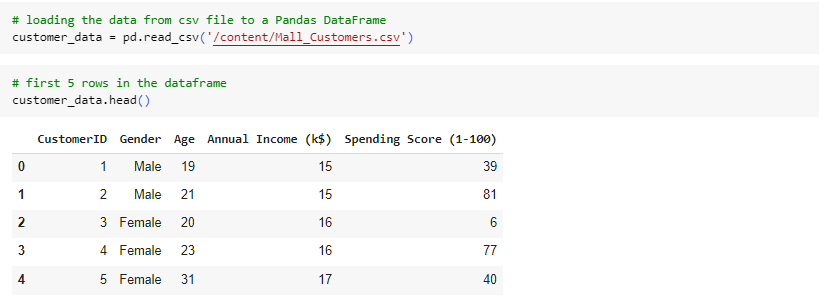 # loading the data from csv file to a Pandas DataFrame
customer_data = pd.read_csv('/content/Mall_Customers.csv')
# first 5 rows in the dataframe
customer_data.head()
CustomerID Gender Age Annual Income (k$) Spending Score (1-100)
0 1 Male 19 15 39
1 2 Male 21 15 81
2 3 Female 20 16 6
3 4 Female 23 16 77
4 5 Female 31 17 40